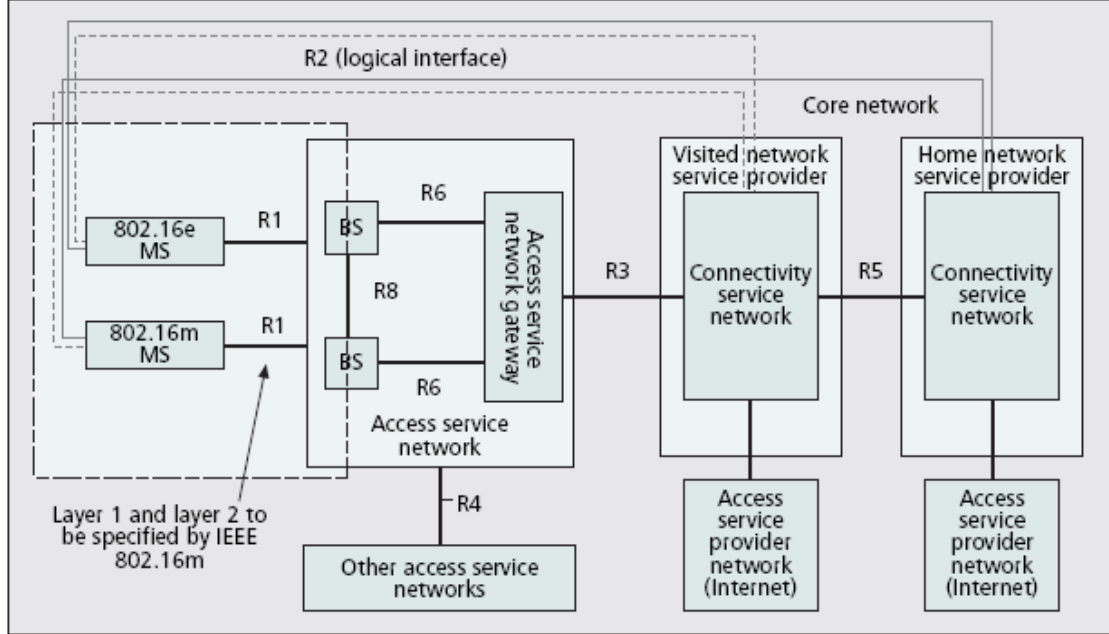 R2 (logical interface)
Core network
Visited network
service provider
Home network
service provider
802.16e
MS
R1
BS
R6
Access service
network gateway
R3
Connectivity
service
network
R5
Connectivity
service
network
R8
802.16m
MS
R1
BS
R6
Access service
network
Layer 1 and layer 2 to
be specified by IEEE
802.16m
R4
Other access service
networks
Access
service
provider
network
(Internet)
Access
service
provider
network
(Internet)